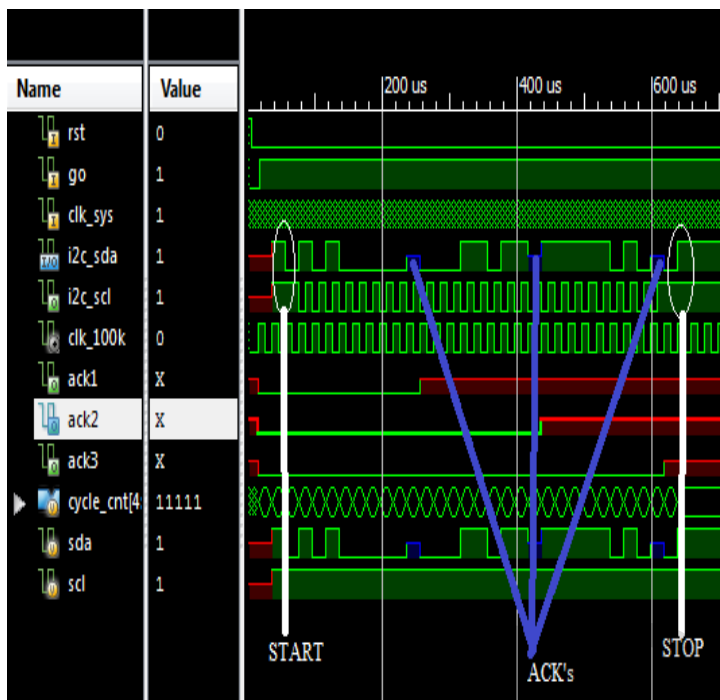 Name Value 200 us 400 us 600 us
rst 0
go 1
clk_sys 1
i2c_sda 1
i2c_scl 1
clk_100k 0
ack1 X
ack2 X
ack3 X
cycle_cnt[4: 11111
sda 1
scl 1
START ACK's STOP